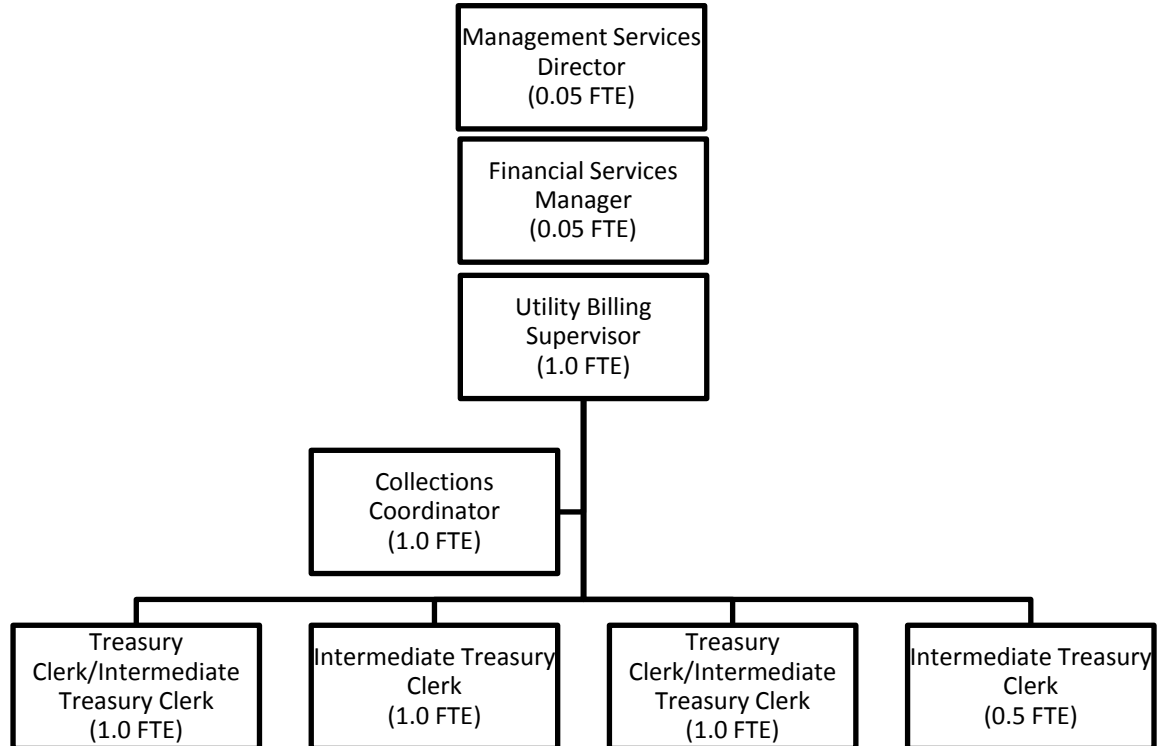 Management Services
Director
(0.05 FTE)
Financial Services
Manager
(0.05 FTE)
Utility Billing
Supervisor
(1.0 FTE)
Collections
Coordinator
(1.0 FTE)
Treasury
Clerk/Intermediate
Treasury Clerk
(1.0 FTE)
Intermediate Treasury
Clerk
(1.0 FTE)
Treasury
Clerk/Intermediate
Treasury Clerk
(1.0 FTE)
Intermediate Treasury
Clerk
(0.5 FTE)